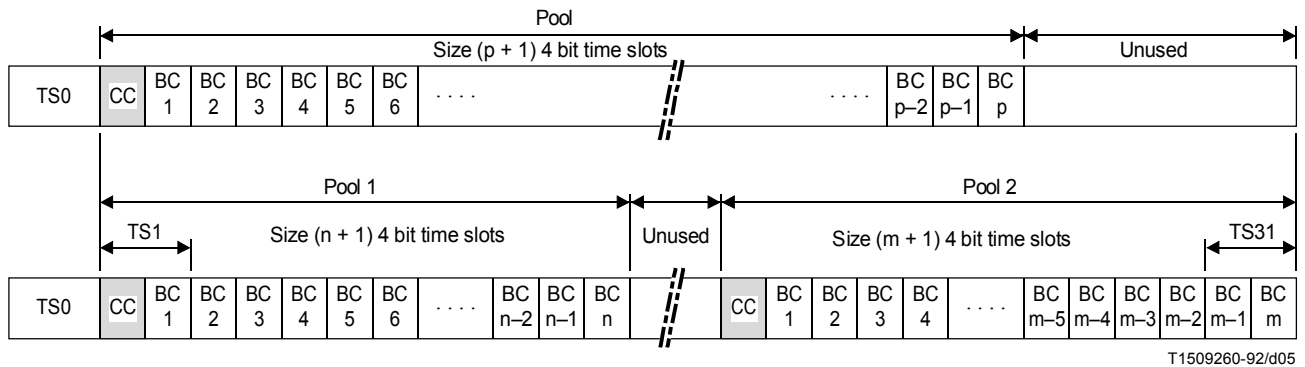 Pool
Size (p + 1) 4 bit time slots
Unused
TS0 CC BC 1 BC 2 BC 3 BC 4 BC 5 BC 6 . . . . . . . . BC p–2 BC p–1 BC p
Pool 1
Pool 2
TS1
Size (n + 1) 4 bit time slots
Unused
Size (m + 1) 4 bit time slots
TS31
TS0 CC BC 1 BC 2 BC 3 BC 4 BC 5 BC 6 . . . . BC n–2 BC n–1 BC n CC BC 1 BC 2 BC 3 BC 4 . . . . BC m–5 BC m–4 BC m–3 BC m–2 BC m–1 BC m
T1509260-92/d05